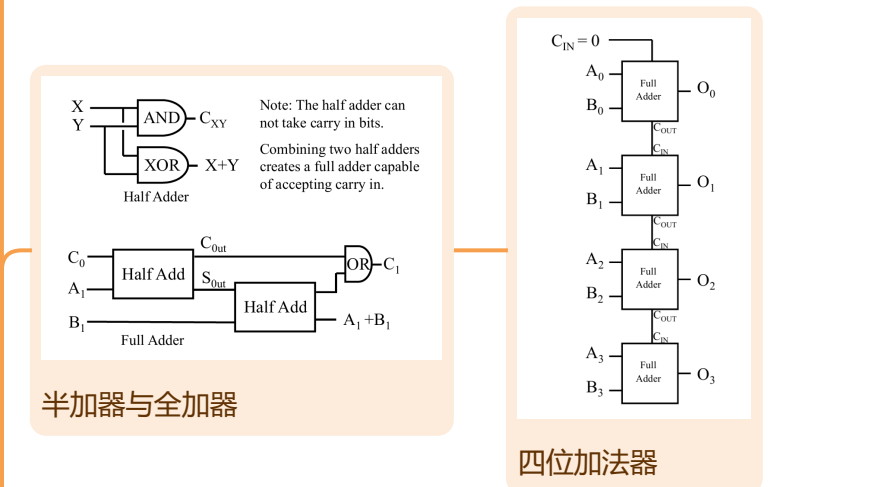 X
Y
AND
C_XY
XOR
X+Y
Half Adder
Note: The half adder can
not take carry in bits.
Combining two half adders
creates a full adder capable
of accepting carry in.
C_0
A_1
B_1
Half Add
C_0ut
S_0ut
Half Add
OR
C_1
A_1 +B_1
Full Adder
半加器与全加器
C_IN = 0
A_0
B_0
Full
Adder
O_0
C_OUT
C_IN
A_1
B_1
Full
Adder
O_1
C_OUT
C_IN
A_2
B_2
Full
Adder
O_2
C_OUT
C_IN
A_3
B_3
Full
Adder
O_3
四位加法器